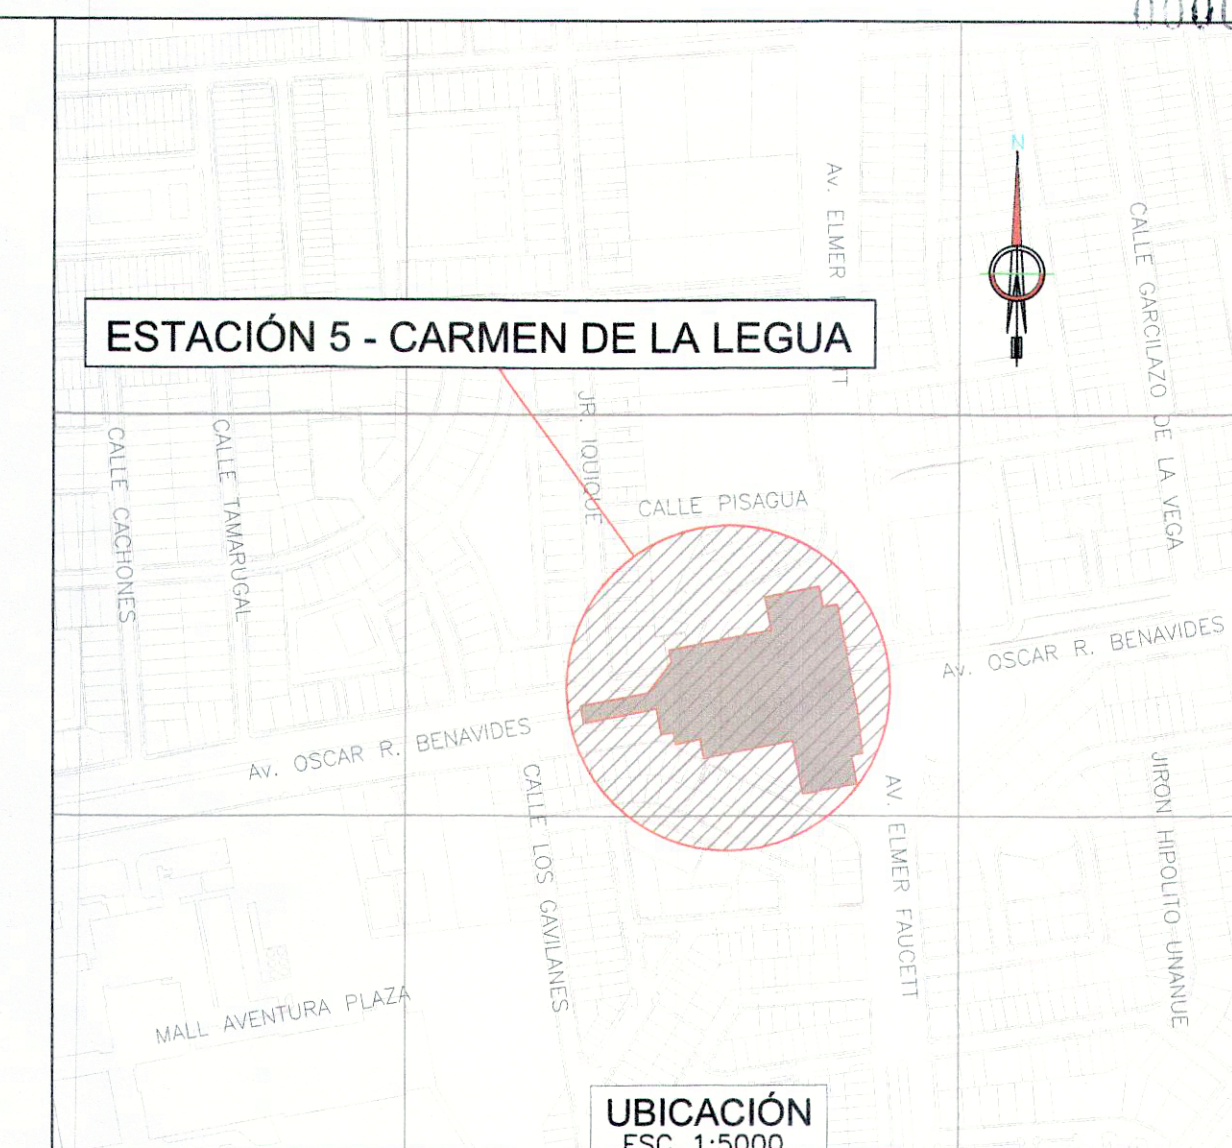 N
Av. ELMER
CALLE GARCILAZO DE LA VEGA
ESTACIÓN 5 - CARMEN DE LA LEGUA
JR. IQUIQUE
CALLE CACHONES
CALLE TAMARUGAL
CALLE PISAGUA
Av. OSCAR R. BENAVIDES
Av. OSCAR R. BENAVIDES
CALLE LOS GAVILANES
AV. ELMER FAUCETT
JIRON HIPOLITO UNANUE
MALL AVENTURA PLAZA
UBICACIÓN
ESC. 1:5000